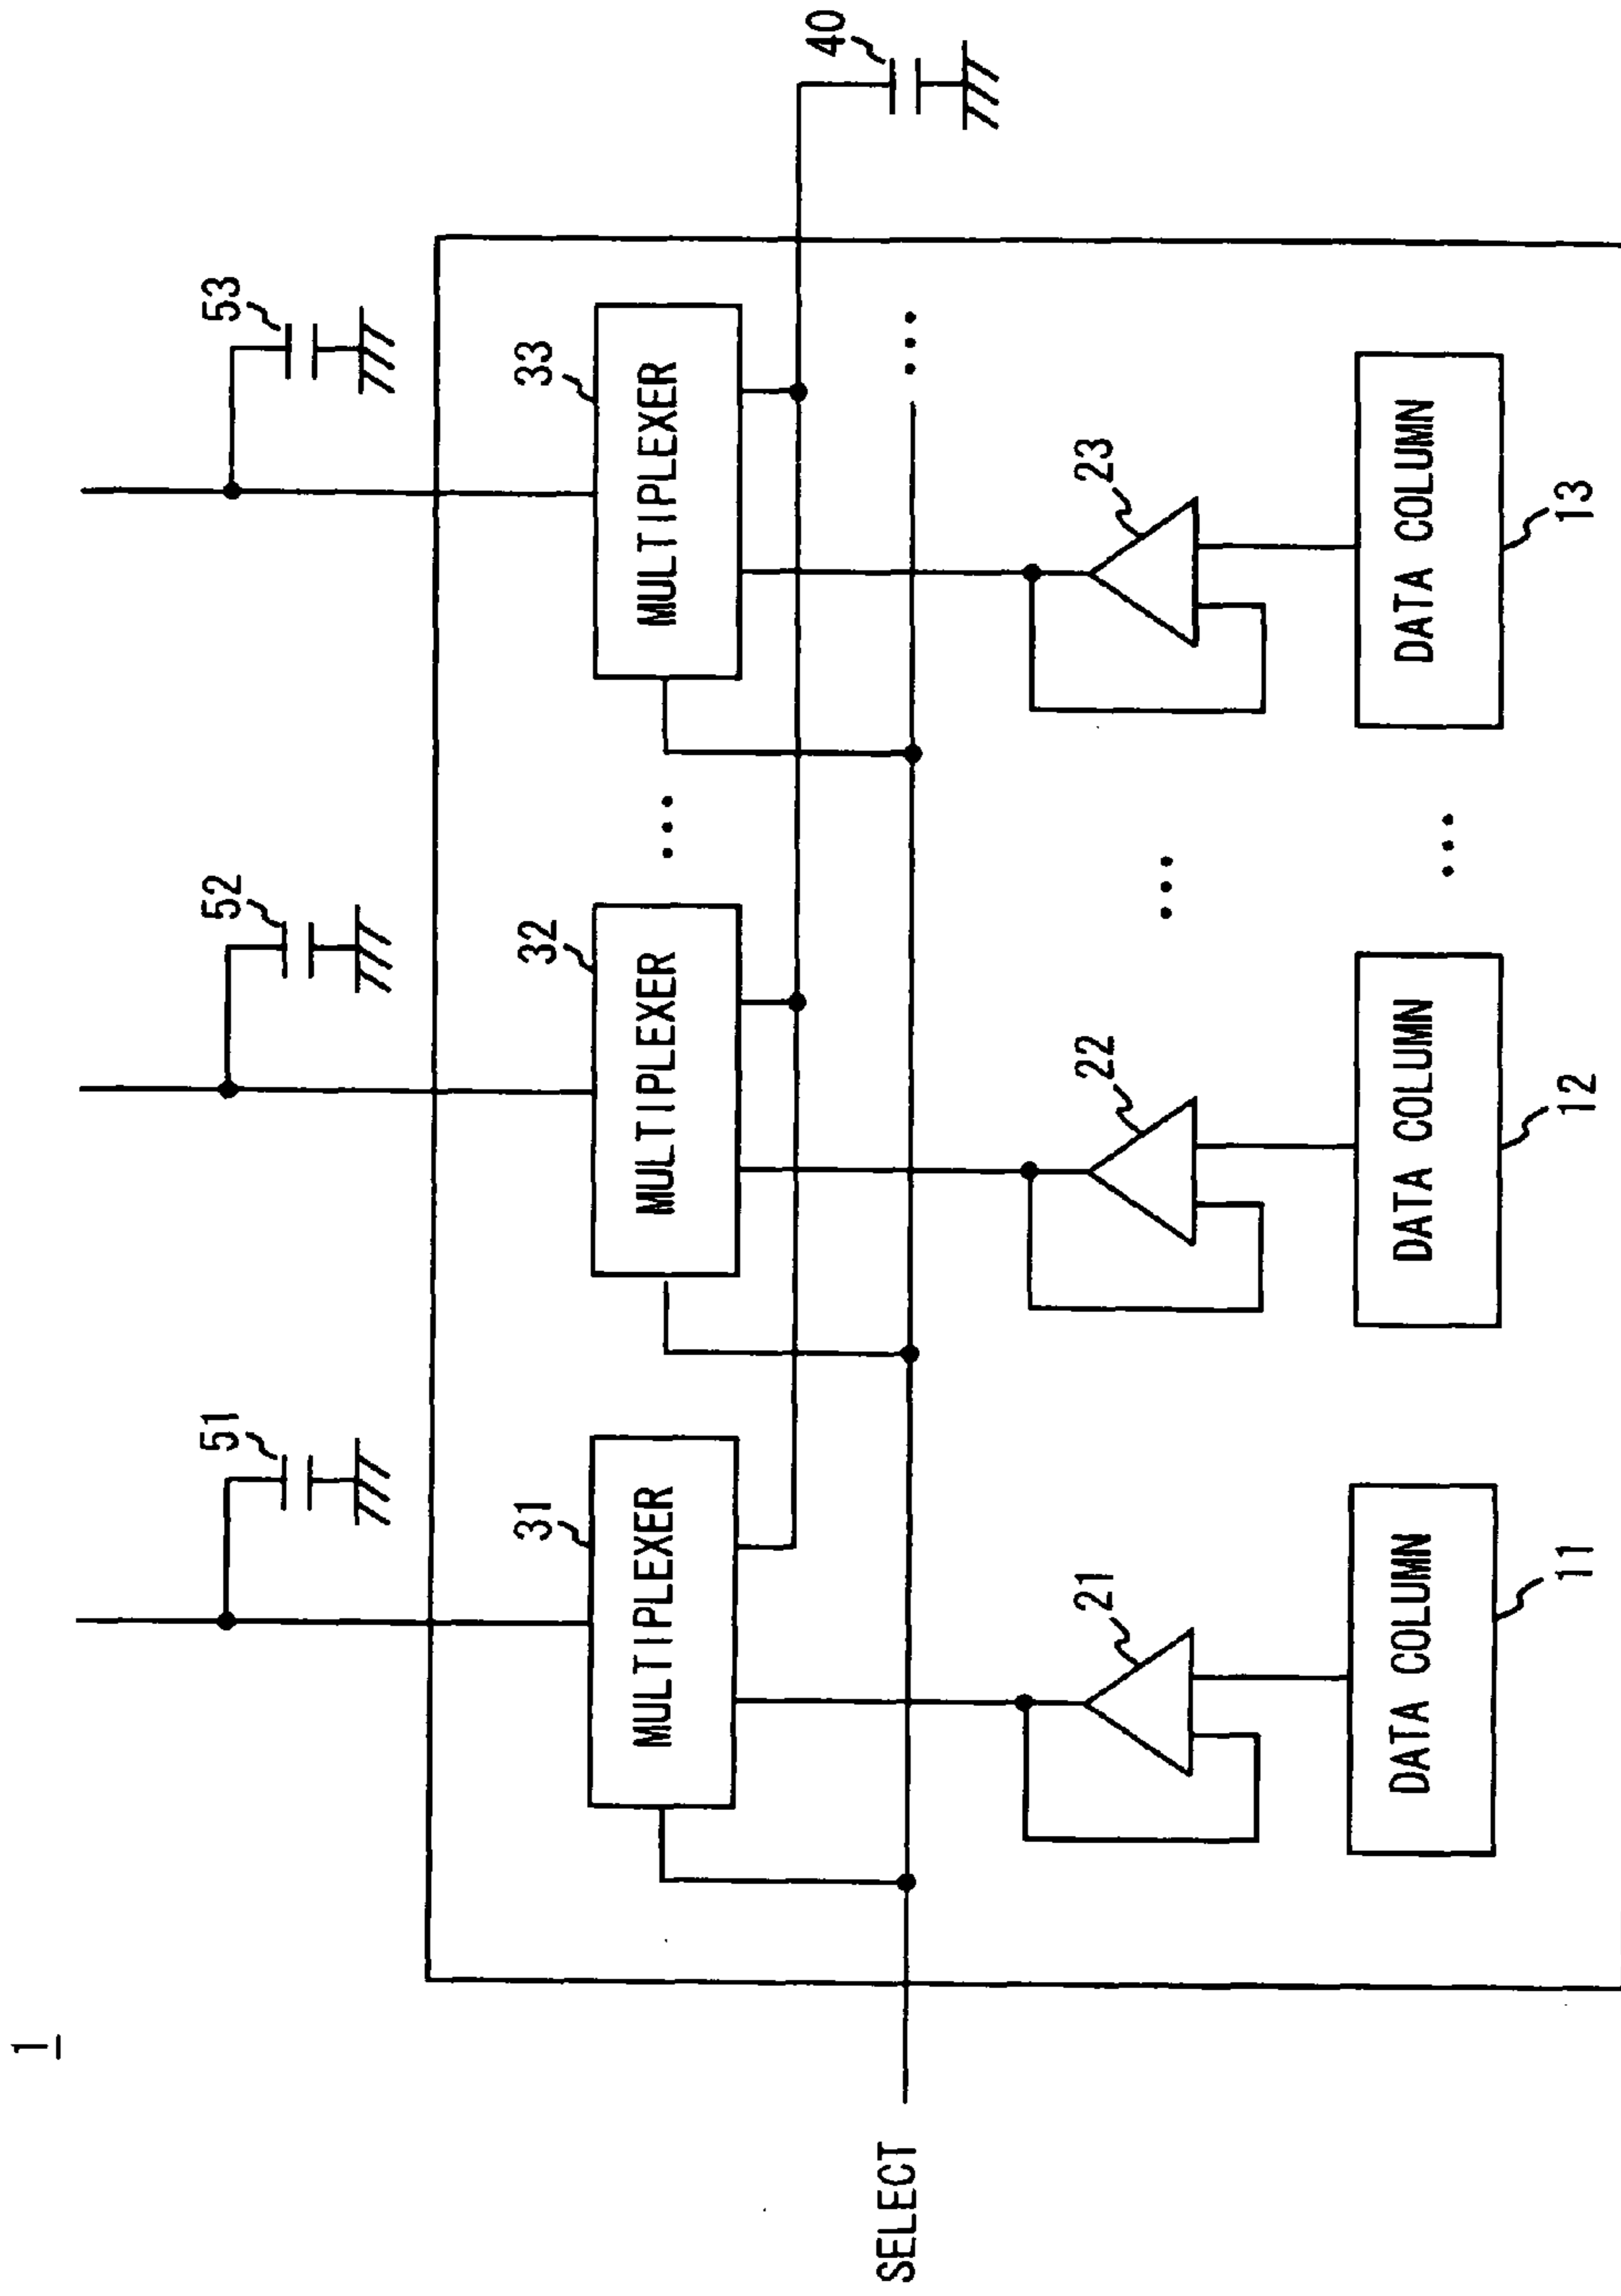 1
51
52
53
31
32
33
MULTIPLEXER
MULTIPLEXER
...
MULTIPLEXER
40
SELECT
...
21
22
23
...
DATA COLUMN
DATA COLUMN
...
DATA COLUMN
11
12
13